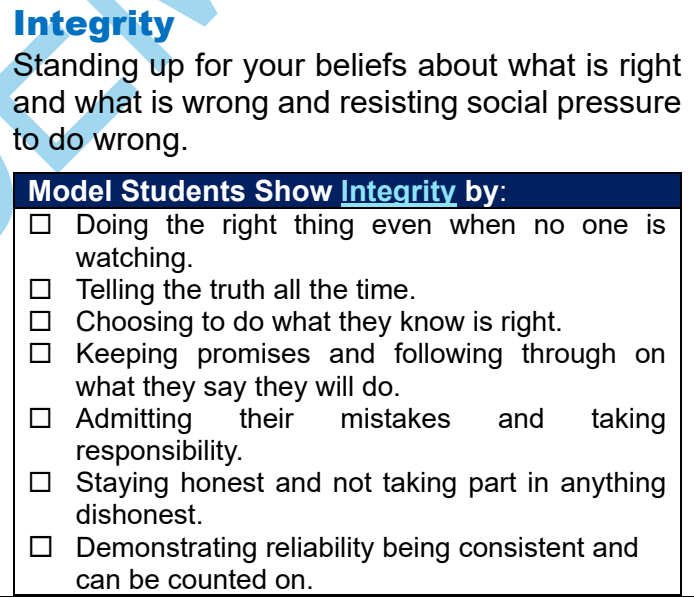 Integrity
Standing up for your beliefs about what is right
and what is wrong and resisting social pressure
to do wrong.
Model Students Show Integrity by:
☐ Doing the right thing even when no one is
watching.
☐ Telling the truth all the time.
☐ Choosing to do what they know is right.
☐ Keeping promises and following through on
what they say they will do.
☐ Admitting their mistakes and taking
responsibility.
☐ Staying honest and not taking part in anything
dishonest.
☐ Demonstrating reliability being consistent and
can be counted on.